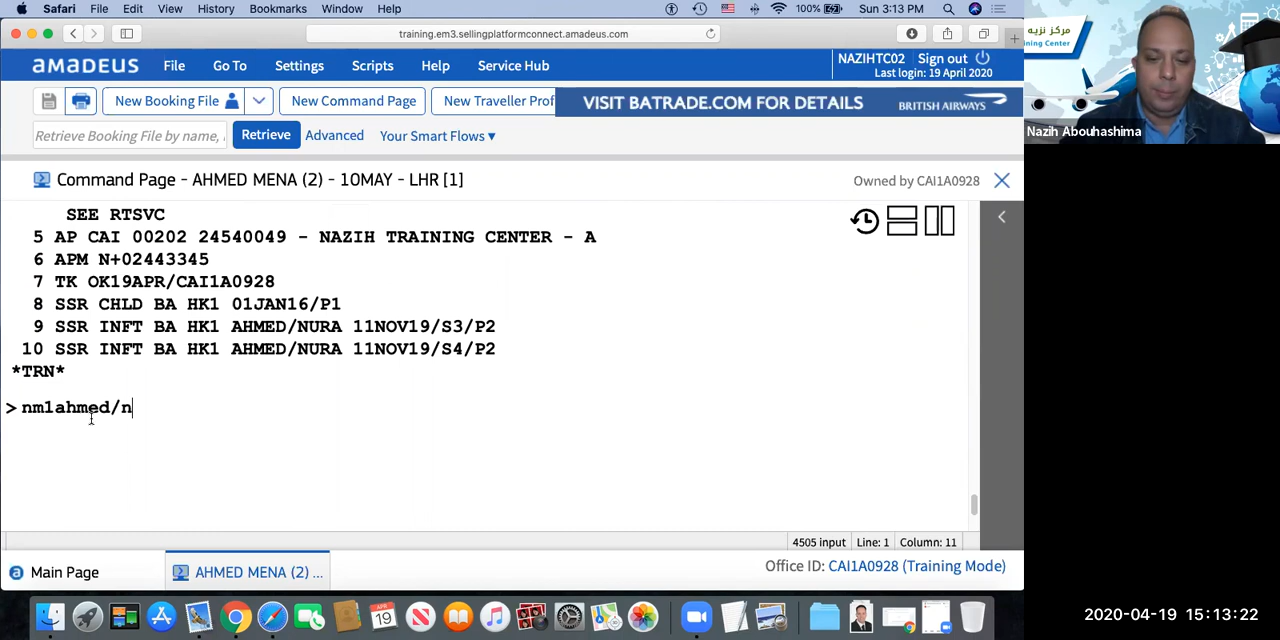 Safari File Edit View History Bookmarks Window Help 100% Sun 3:13 PM
training.em3.sellingplatformconnect.amadeus.com
amadeus File Go To Settings Scripts Help Service Hub
NAZIHTC02 Sign out
Last login: 19 April 2020
New Booking File New Command Page New Traveller Prof
VISIT BATRADE.COM FOR DETAILS BRITISH AIRWAYS
Retrieve Booking File by name, Retrieve Advanced Your Smart Flows ▾
Command Page - AHMED MENA (2) - 10MAY - LHR [1] Owned by CAI1A0928
SEE RTSVC
5 AP CAI 00202 24540049 - NAZIH TRAINING CENTER - A
6 APM N+02443345
7 TK OK19APR/CAI1A0928
8 SSR CHLD BA HK1 01JAN16/P1
9 SSR INFT BA HK1 AHMED/NURA 11NOV19/S3/P2
10 SSR INFT BA HK1 AHMED/NURA 11NOV19/S4/P2
*TRN*
> nm1ahmed/n
4505 input Line: 1 Column: 11
Main Page AHMED MENA (2) ...
Office ID: CAI1A0928 (Training Mode)
APR
19
مركز نزيه
ining Center
Nazih Abouhashima
2020-04-19 15:13:22